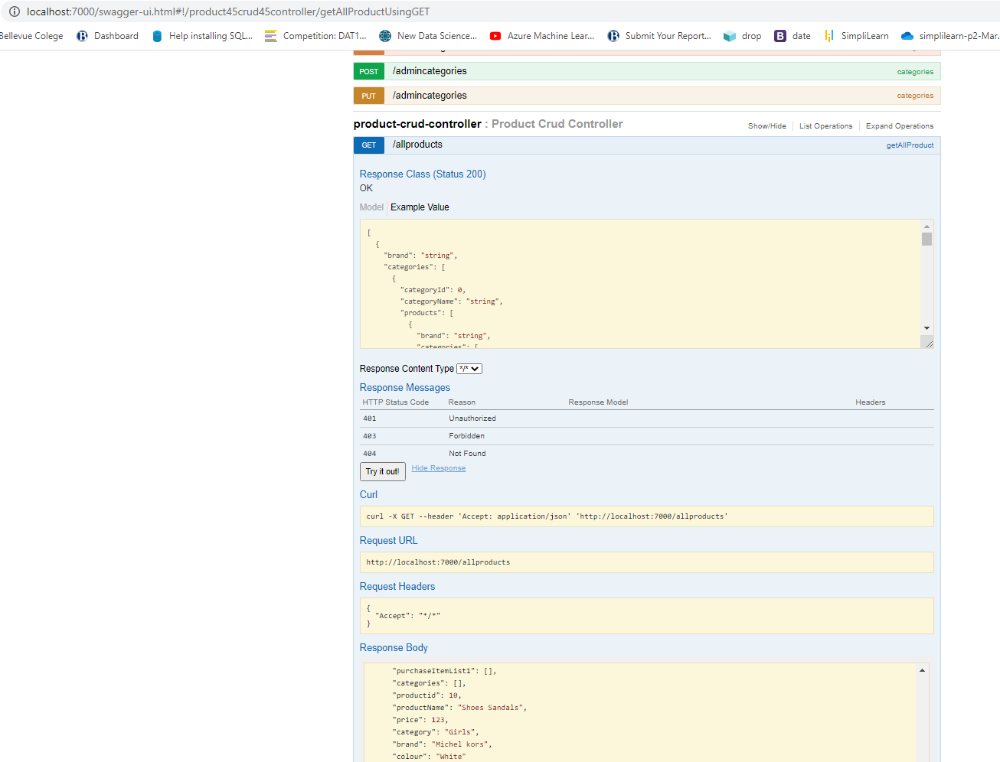 localhost:7000/swagger-ui.html#!/product45crud45controller/getAllProductUsingGET
Bellevue Colege Dashboard Help installing SQL... Competition: DAT1... New Data Science... Azure Machine Lear... Submit Your Report... drop date SimpliLearn simplilearn-p2-Mar.
POST /admincategories categories
PUT /admincategories categories
product-crud-controller : Product Crud Controller Show/Hide List Operations Expand Operations
GET /allproducts getAllProduct
Response Class (Status 200)
OK
Model Example Value
[
{
"brand": "string",
"categories": [
{
"categoryId": 0,
"categoryName": "string",
"products": [
{
"brand": "string",
"categories": [
Response Content Type */*
Response Messages
HTTP Status Code Reason Response Model Headers
401 Unauthorized
403 Forbidden
404 Not Found
Try it out! Hide Response
Curl
curl -X GET --header 'Accept: application/json' 'http://localhost:7000/allproducts'
Request URL
http://localhost:7000/allproducts
Request Headers
{
"Accept": "*/*"
}
Response Body
"purchaseItemList1": [],
"categories": [],
"productid": 10,
"productName": "Shoes Sandals",
"price": 123,
"category": "Girls",
"brand": "Michel kors",
"colour": "White"